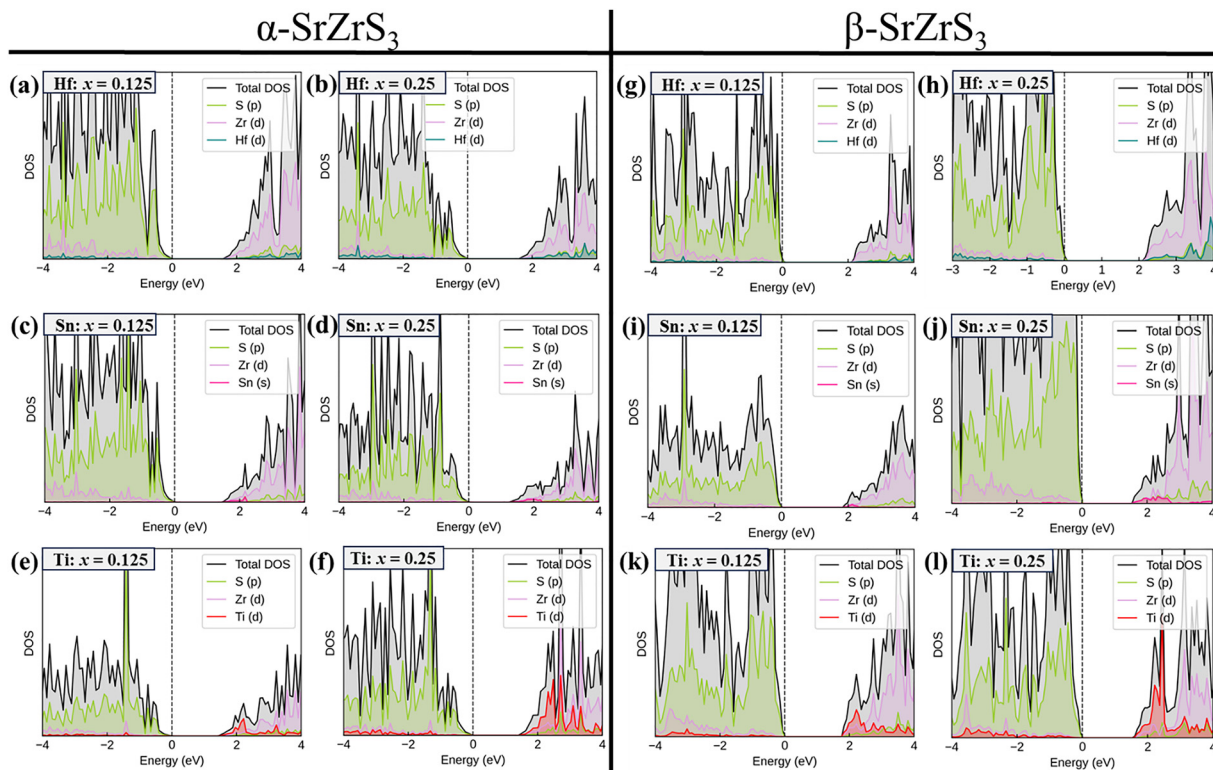 α-SrZrS3
β-SrZrS3
(a)
Hf: x = 0.125
Total DOS
S (p)
Zr (d)
Hf (d)
DOS
−4 −2 0 2 4
Energy (eV)
(b)
Hf: x = 0.25
Total DOS
S (p)
Zr (d)
Hf (d)
DOS
−4 −2 0 2 4
Energy (eV)
(g)
Hf: x = 0.125
Total DOS
S (p)
Zr (d)
Hf (d)
DOS
−4 −2 0 2 4
Energy (eV)
(h)
Hf: x = 0.25
Total DOS
S (p)
Zr (d)
Hf (d)
DOS
−3 −2 −1 0 1 2 3 4
Energy (eV)
(c)
Sn: x = 0.125
Total DOS
S (p)
Zr (d)
Sn (s)
DOS
−4 −2 0 2 4
Energy (eV)
(d)
Sn: x = 0.25
Total DOS
S (p)
Zr (d)
Sn (s)
DOS
−4 −2 0 2 4
Energy (eV)
(i)
Sn: x = 0.125
Total DOS
S (p)
Zr (d)
Sn (s)
DOS
−4 −2 0 2 4
Energy (eV)
(j)
Sn: x = 0.25
Total DOS
S (p)
Zr (d)
Sn (s)
DOS
−4 −2 0 2 4
Energy (eV)
(e)
Ti: x = 0.125
Total DOS
S (p)
Zr (d)
Ti (d)
DOS
−4 −2 0 2 4
Energy (eV)
(f)
Ti: x = 0.25
Total DOS
S (p)
Zr (d)
Ti (d)
DOS
−4 −2 0 2 4
Energy (eV)
(k)
Ti: x = 0.125
Total DOS
S (p)
Zr (d)
Ti (d)
DOS
−4 −2 0 2 4
Energy (eV)
(l)
Ti: x = 0.25
Total DOS
S (p)
Zr (d)
Ti (d)
DOS
−4 −2 0 2 4
Energy (eV)